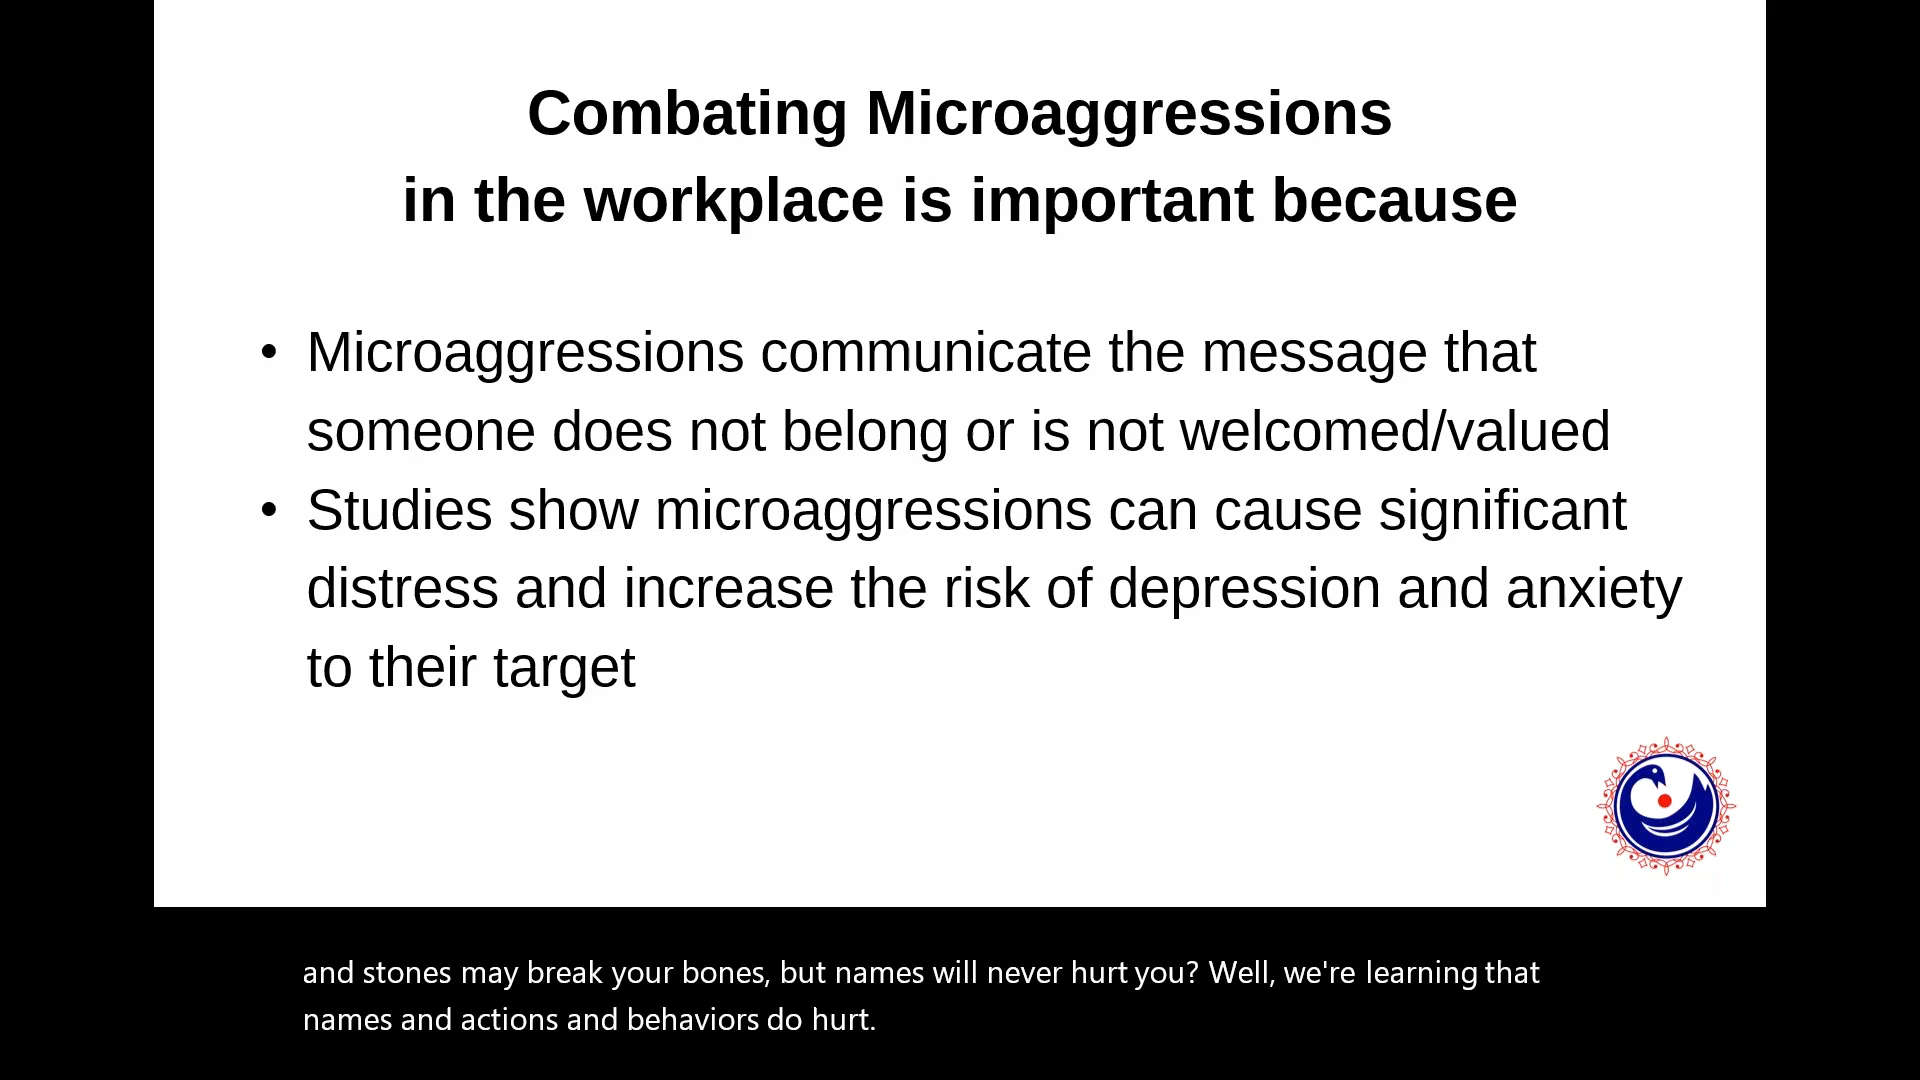 Combating Microaggressions
in the workplace is important because
• Microaggressions communicate the message that
someone does not belong or is not welcomed/valued
• Studies show microaggressions can cause significant
distress and increase the risk of depression and anxiety
to their target
and stones may break your bones, but names will never hurt you? Well, we're learning that
names and actions and behaviors do hurt.